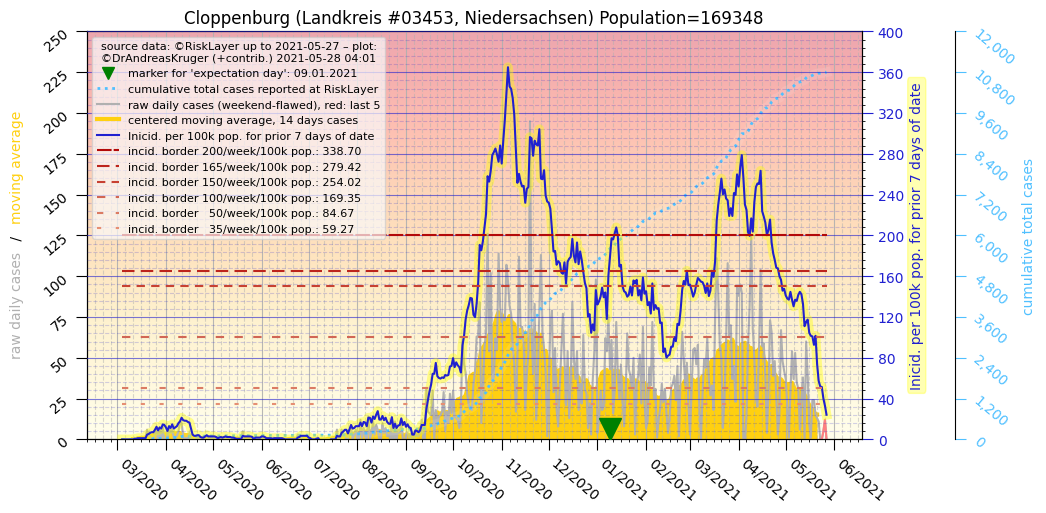 Cloppenburg (Landkreis #03453, Niedersachsen) Population=169348
source data: ©RiskLayer up to 2021-05-27 – plot:
©DrAndreasKruger (+contrib.) 2021-05-28 04:01
marker for 'expectation day': 09.01.2021
cumulative total cases reported at RiskLayer
raw daily cases (weekend-flawed), red: last 5
centered moving average, 14 days cases
Inicid. per 100k pop. for prior 7 days of date
incid. border 200/week/100k pop.: 338.70
incid. border 165/week/100k pop.: 279.42
incid. border 150/week/100k pop.: 254.02
incid. border 100/week/100k pop.: 169.35
incid. border   50/week/100k pop.: 84.67
incid. border   35/week/100k pop.: 59.27
raw daily cases   /   moving average
250
225
200
175
150
125
100
75
50
25
0
400
360
320
280
240
200
160
120
80
40
0
Inicid. per 100k pop. for prior 7 days of date
12,000
10,800
9,600
8,400
7,200
6,000
4,800
3,600
2,400
1,200
0
cumulative total cases
03/2020
04/2020
05/2020
06/2020
07/2020
08/2020
09/2020
10/2020
11/2020
12/2020
01/2021
02/2021
03/2021
04/2021
05/2021
06/2021